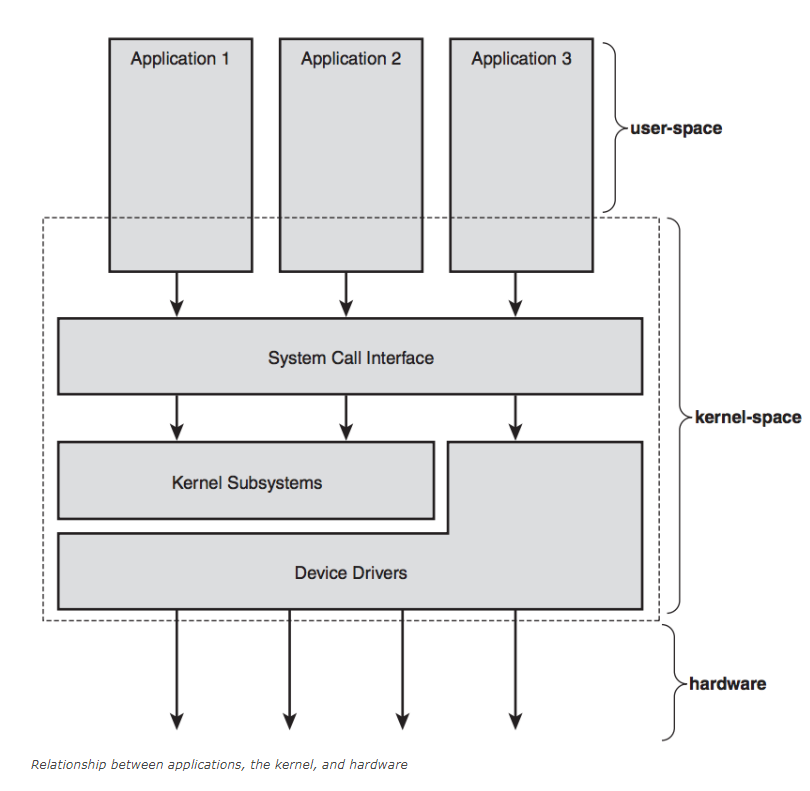 Application 1
Application 2
Application 3
user-space
System Call Interface
kernel-space
Kernel Subsystems
Device Drivers
hardware
Relationship between applications, the kernel, and hardware